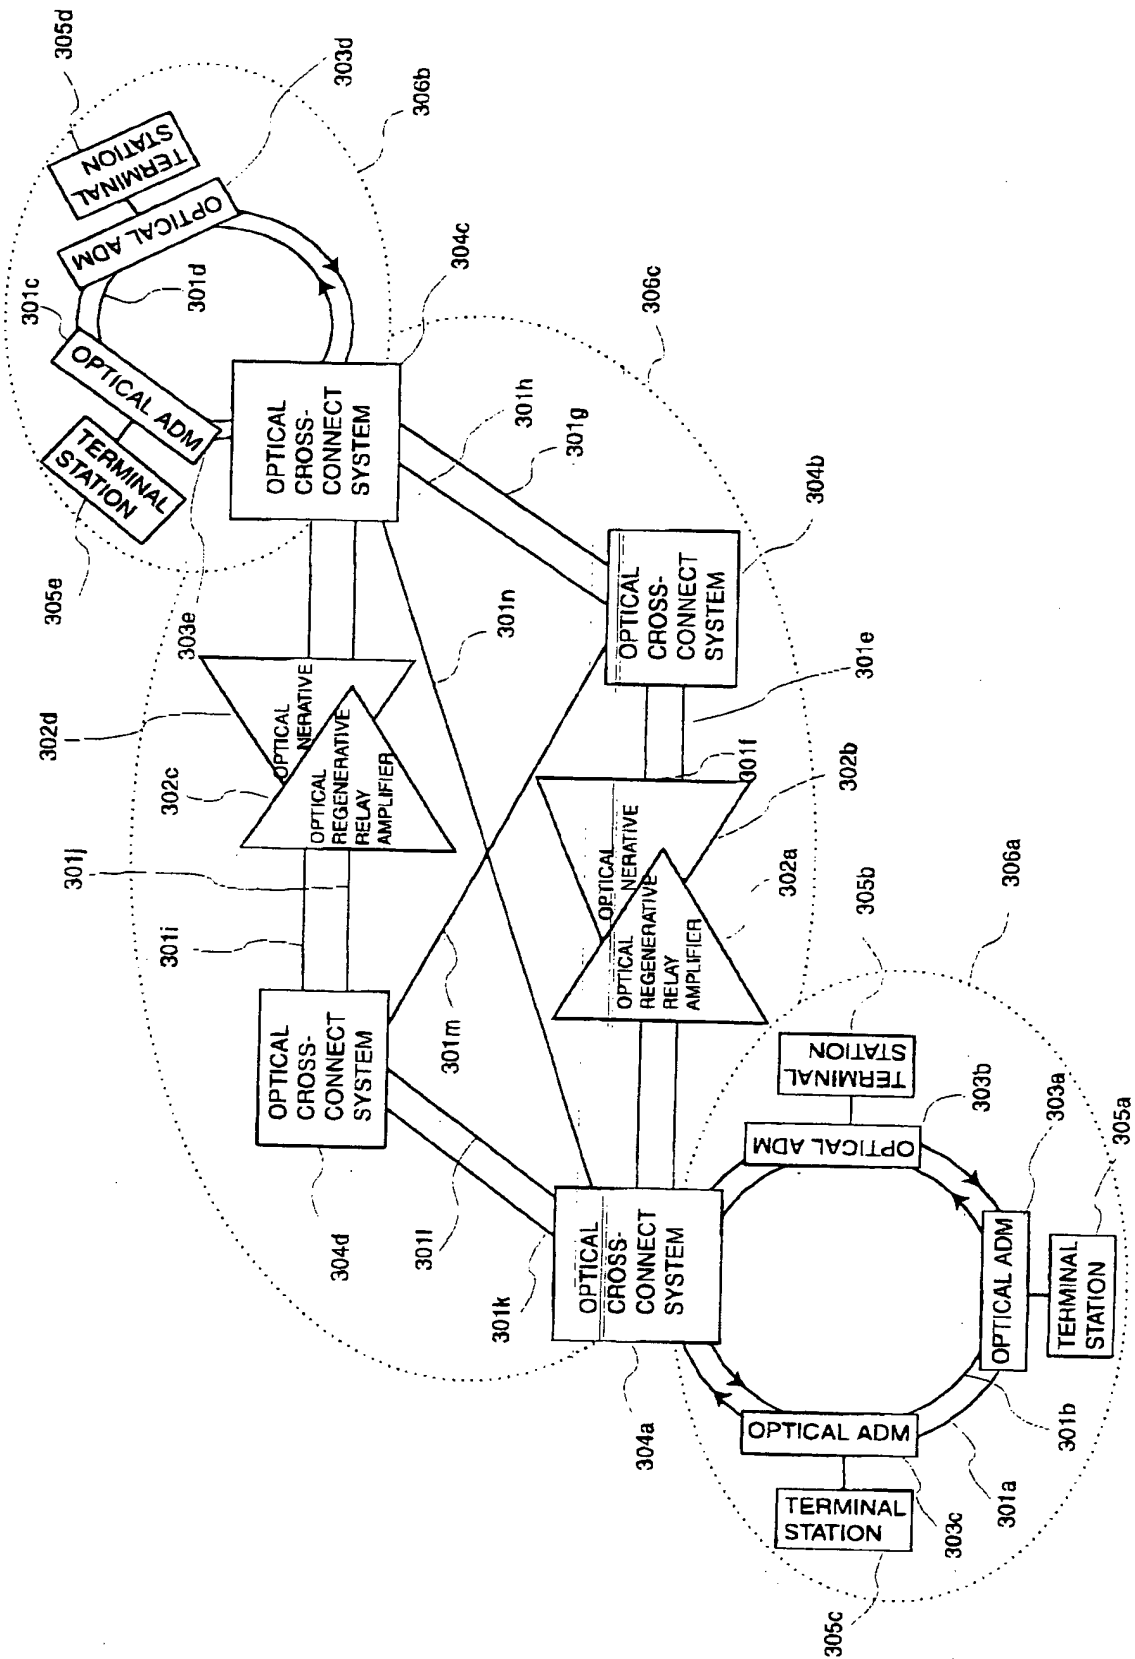 305d
303d
306b
TERMINAL
STATION
OPTICAL ADM
301c
301d
OPTICAL ADM
TERMINAL
STATION
305e
303e
304c
OPTICAL
CROSS-
CONNECT
SYSTEM
306c
301h
301g
304b
OPTICAL
CROSS-
CONNECT
SYSTEM
301n
302d
OPTICAL
NERATIVE
302c
OPTICAL
REGENERATIVE
RELAY
AMPLIFIER
301e
301f
302b
OPTICAL
NERATIVE
302a
OPTICAL
REGENERATIVE
RELAY
AMPLIFIER
301j
301i
301m
OPTICAL
CROSS-
CONNECT
SYSTEM
304d
301l
301k
OPTICAL
CROSS-
CONNECT
SYSTEM
304a
306a
305b
TERMINAL
STATION
303b
OPTICAL ADM
303a
305a
OPTICAL ADM
TERMINAL
STATION
OPTICAL ADM
301b
301a
303c
TERMINAL
STATION
305c